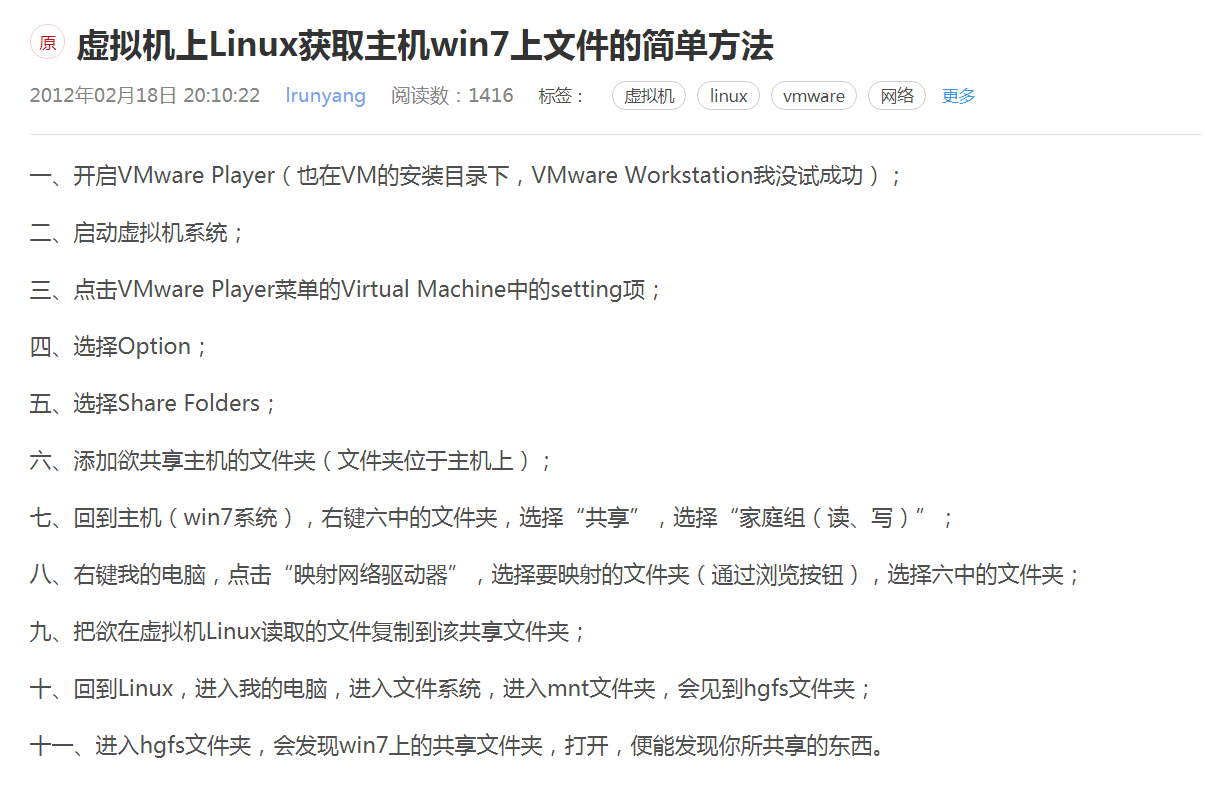 原 虚拟机上Linux获取主机win7上文件的简单方法
2012年02月18日 20:10:22 lrunyang 阅读数：1416 标签： 虚拟机 linux vmware 网络 更多
一、开启VMware Player（也在VM的安装目录下，VMware Workstation我没试成功）；
二、启动虚拟机系统；
三、点击VMware Player菜单的Virtual Machine中的setting项；
四、选择Option；
五、选择Share Folders；
六、添加欲共享主机的文件夹（文件夹位于主机上）；
七、回到主机（win7系统），右键六中的文件夹，选择“共享”，选择“家庭组（读、写）”；
八、右键我的电脑，点击“映射网络驱动器”，选择要映射的文件夹（通过浏览按钮），选择六中的文件夹；
九、把欲在虚拟机Linux读取的文件复制到该共享文件夹；
十、回到Linux，进入我的电脑，进入文件系统，进入mnt文件夹，会见到hgfs文件夹；
十一、进入hgfs文件夹，会发现win7上的共享文件夹，打开，便能发现你所共享的东西。